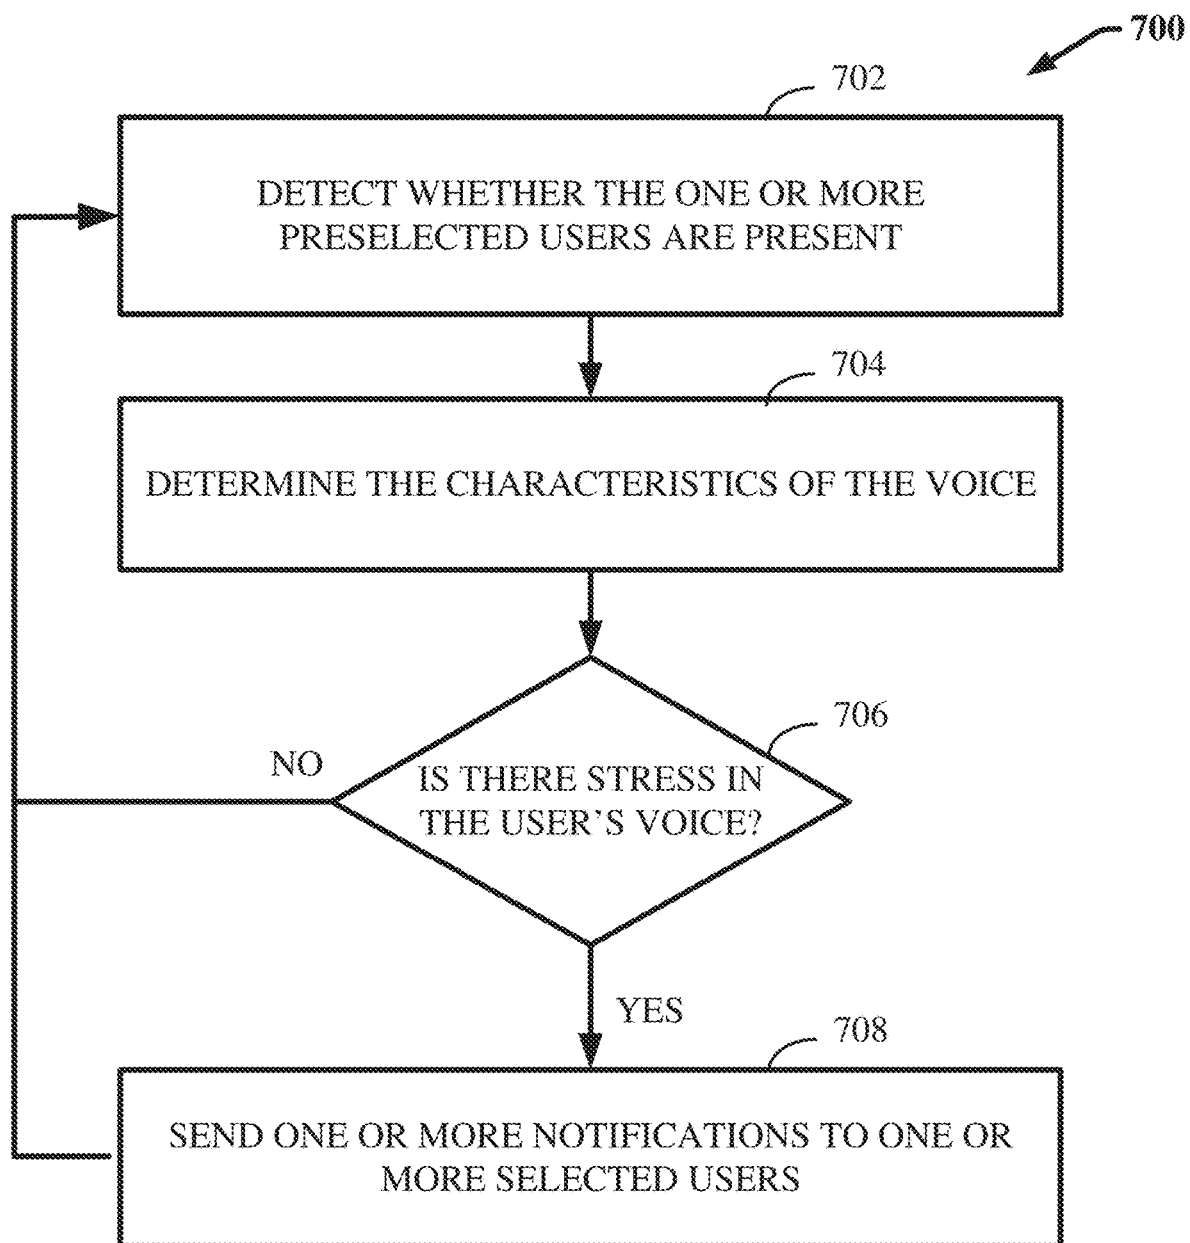 700
702
DETECT WHETHER THE ONE OR MORE
PRESELECTED USERS ARE PRESENT
704
DETERMINE THE CHARACTERISTICS OF THE VOICE
706
NO
IS THERE STRESS IN
THE USER'S VOICE?
YES
708
SEND ONE OR MORE NOTIFICATIONS TO ONE OR
MORE SELECTED USERS